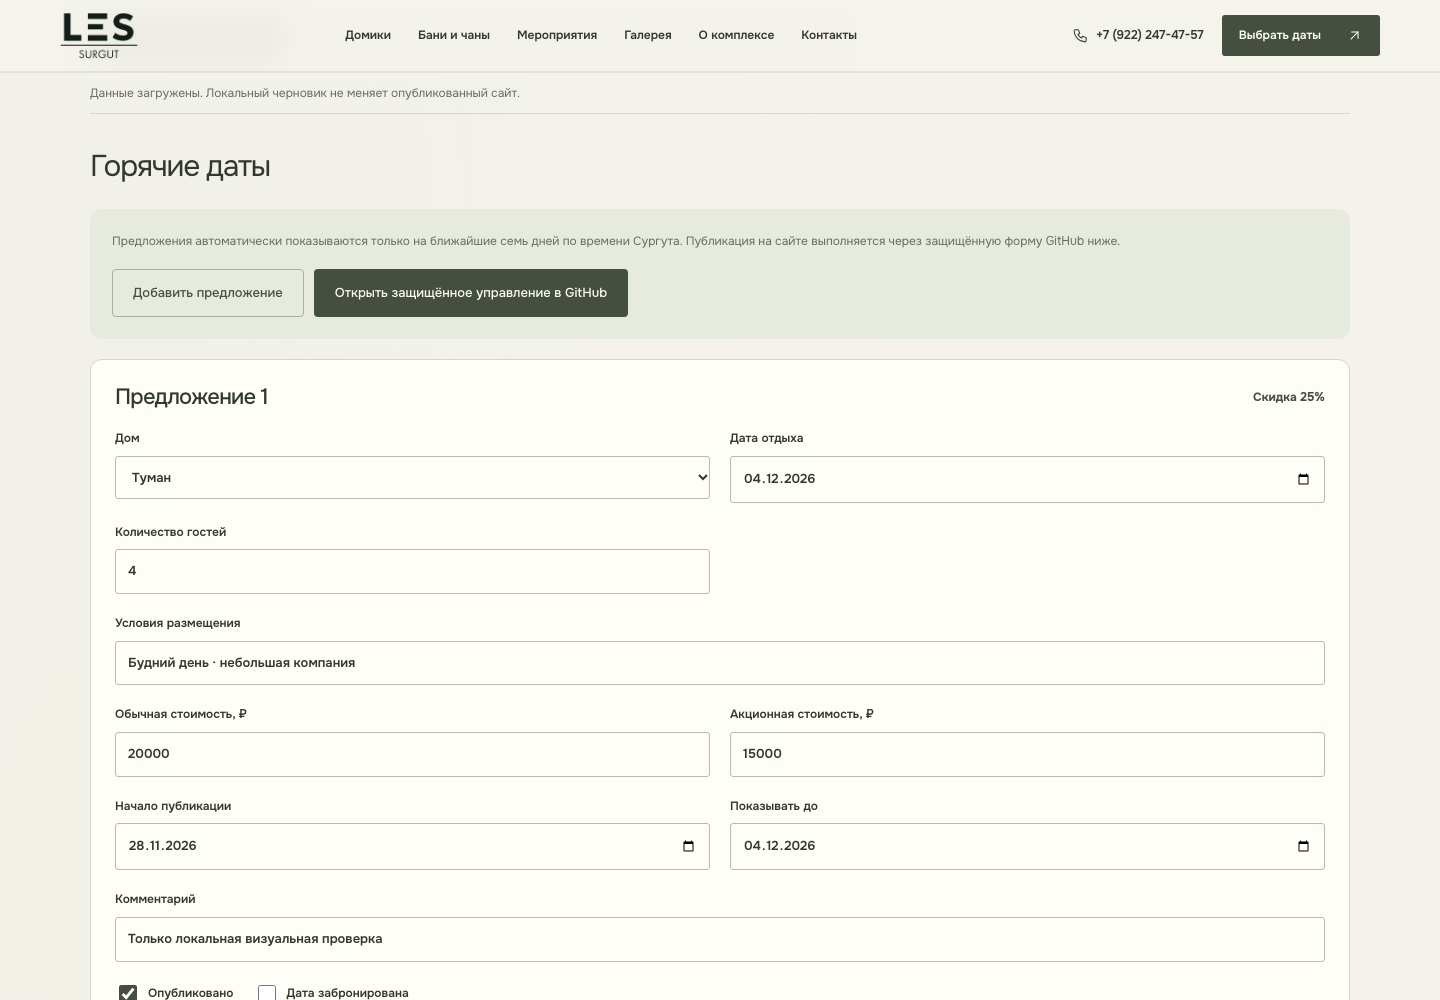 LES
SURGUT
Домики
Бани и чаны
Мероприятия
Галерея
О комплексе
Контакты
+7 (922) 247-47-57
Выбрать даты
Данные загружены. Локальный черновик не меняет опубликованный сайт.
Горячие даты
Предложения автоматически показываются только на ближайшие семь дней по времени Сургута. Публикация на сайте выполняется через защищённую форму GitHub ниже.
Добавить предложение
Открыть защищённое управление в GitHub
Предложение 1
Скидка 25%
Дом
Дата отдыха
Туман
04.12.2026
Количество гостей
4
Условия размещения
Будний день · небольшая компания
Обычная стоимость, ₽
Акционная стоимость, ₽
20000
15000
Начало публикации
Показывать до
28.11.2026
04.12.2026
Комментарий
Только локальная визуальная проверка
Опубликовано
Дата забронирована